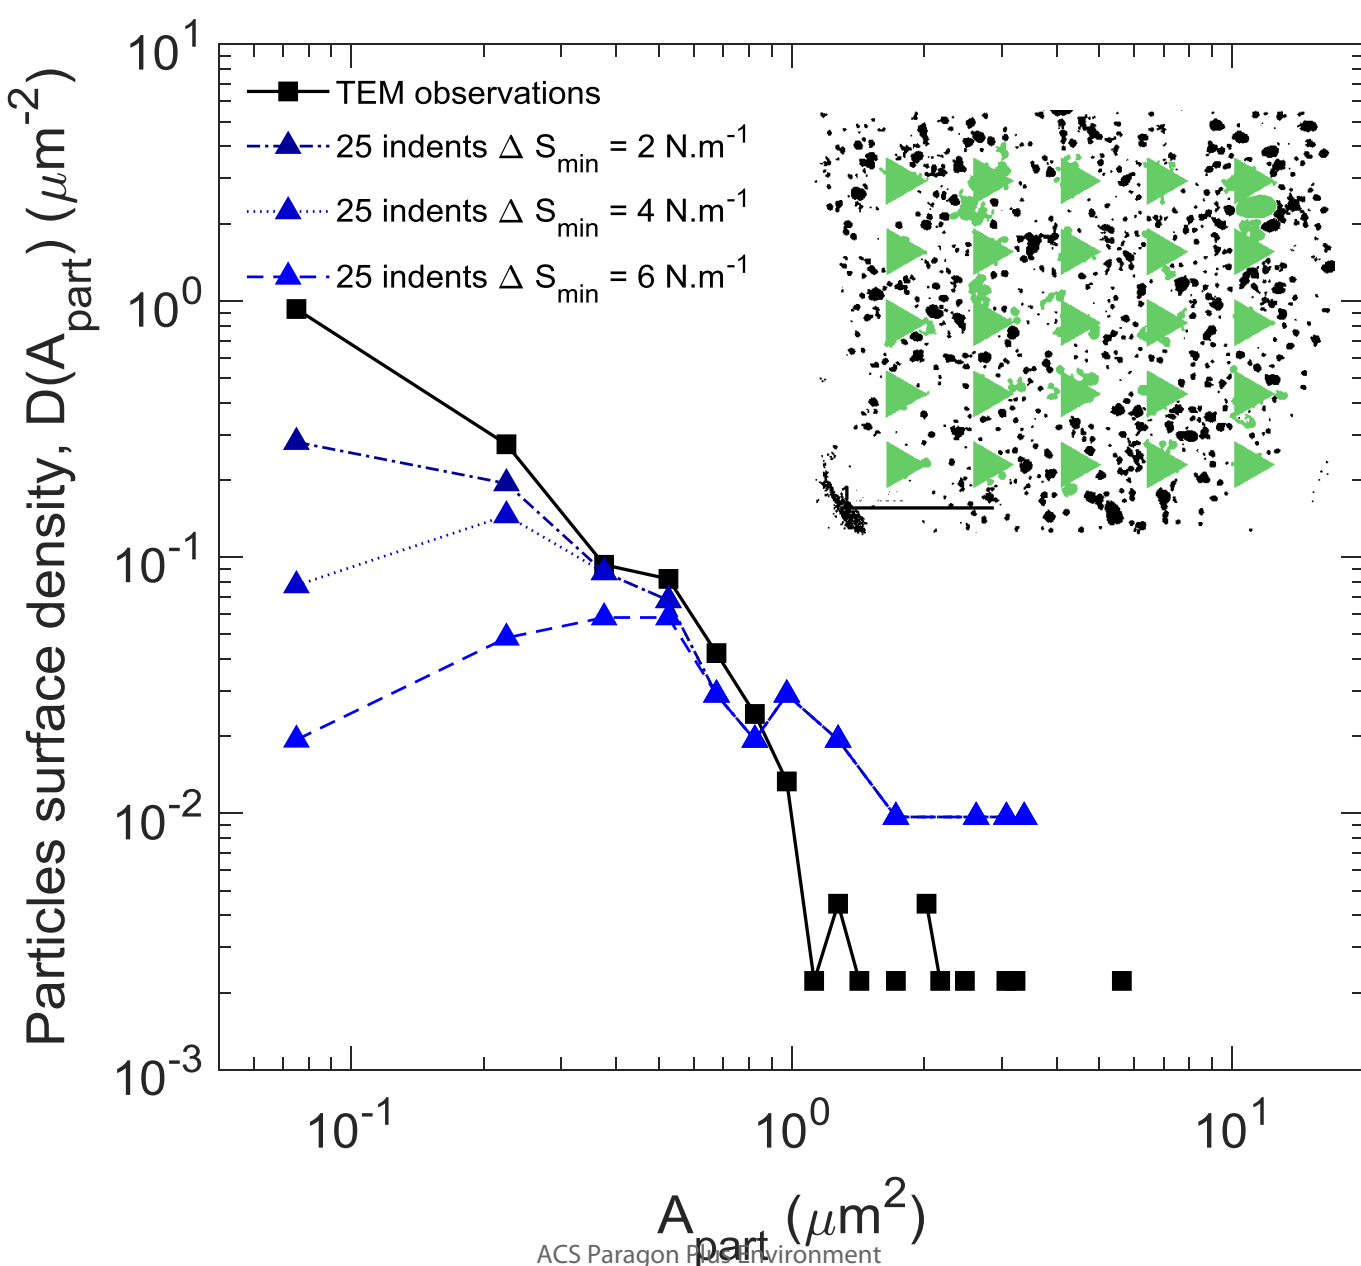 10^1
TEM observations
25 indents Δ S_min = 2 N.m^-1
25 indents Δ S_min = 4 N.m^-1
25 indents Δ S_min = 6 N.m^-1
10^0
10^-1
10^-2
10^-3
Particles surface density, D(A_part) (μm^-2)
1
10^-1
10^0
10^1
A_part (μm^2)
ACS Paragon Plus Environment